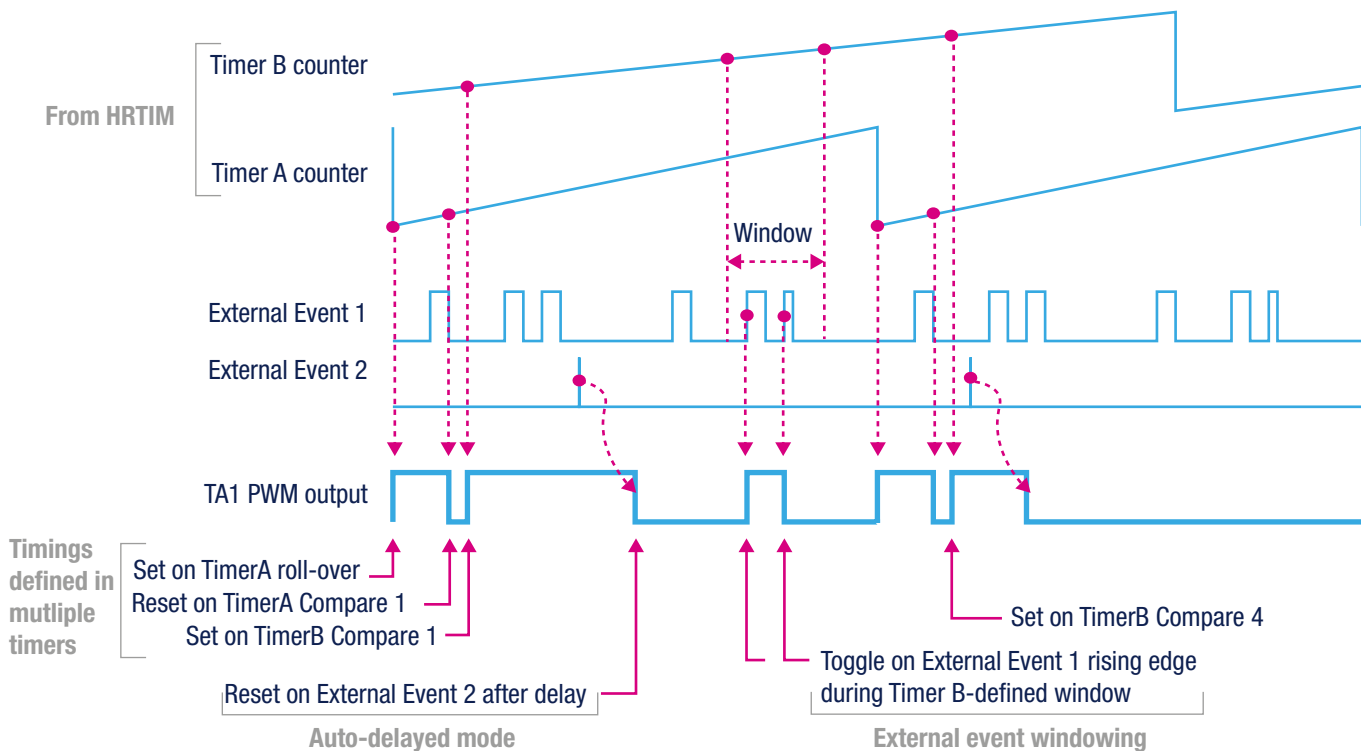 Timer B counter
From HRTIM
Timer A counter
Window
External Event 1
External Event 2
TA1 PWM output
Timings
defined in
mutliple
timers
Set on TimerA roll-over
Reset on TimerA Compare 1
Set on TimerB Compare 1
Set on TimerB Compare 4
Toggle on External Event 1 rising edge
during Timer B-defined window
Reset on External Event 2 after delay
Auto-delayed mode
External event windowing